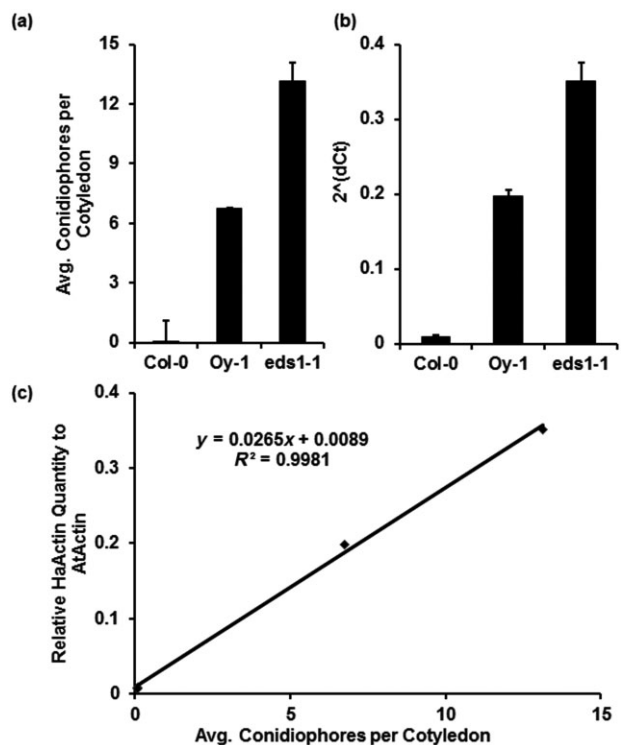 (a)
Avg. Conidiophores per
Cotyledon
15
12
9
6
3
0
Col-0 Oy-1 eds1-1
(b)
2^(dCt)
0.4
0.3
0.2
0.1
0
Col-0 Oy-1 eds1-1
(c)
Relative HaActin Quantity to
AtActin
0.4
0.3
0.2
0.1
0
y = 0.0265x + 0.0089
R² = 0.9981
0 5 10 15
Avg. Conidiophores per Cotyledon